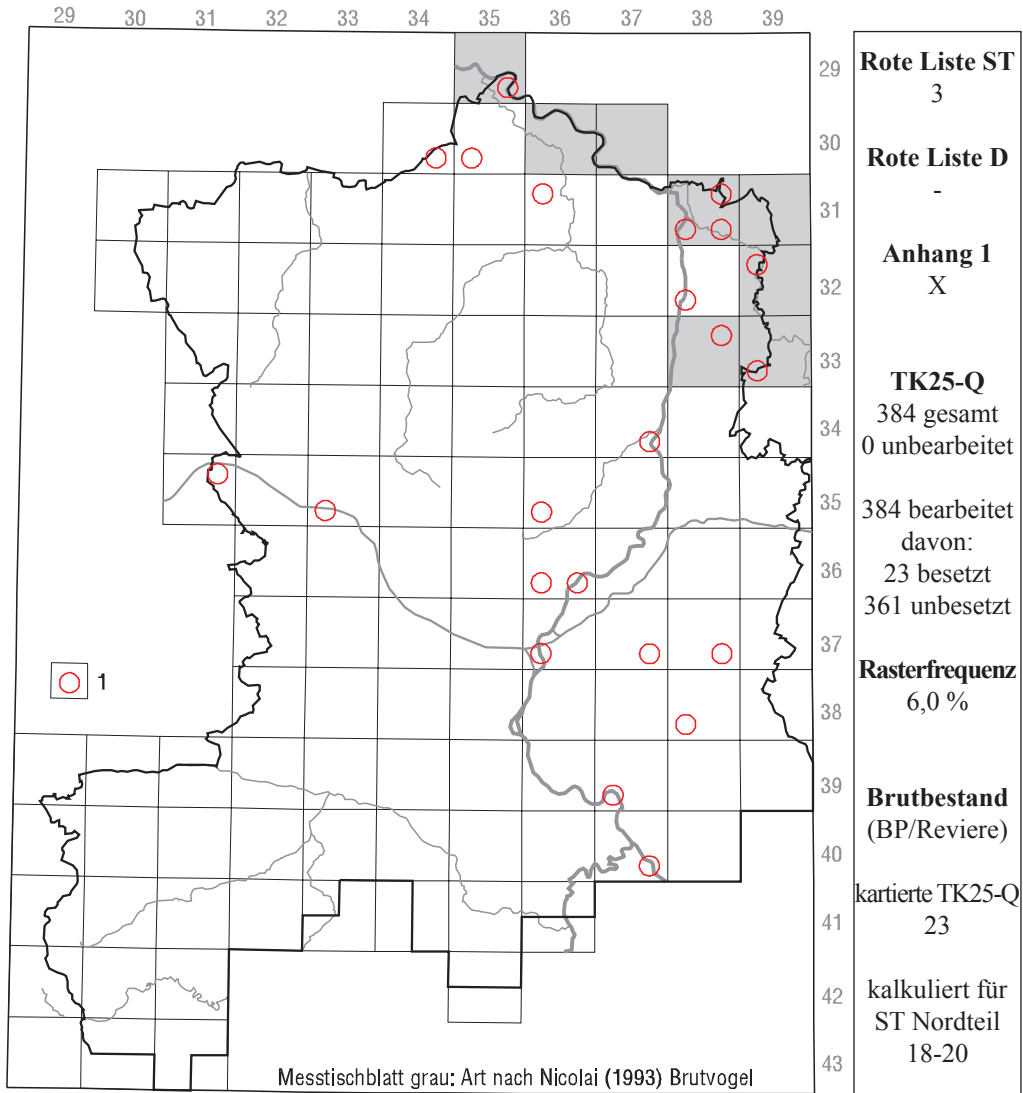 29 30 31 32 33 34 35 36 37 38 39
29
30
31
32
33
34
35
36
37
38
39
40
41
42
43
1
Messtischblatt grau: Art nach Nicolai (1993) Brutvogel
Rote Liste ST
3
Rote Liste D
-
Anhang 1
X
TK25-Q
384 gesamt
0 unbearbeitet
384 bearbeitet
davon:
23 besetzt
361 unbesetzt
Rasterfrequenz
6,0 %
Brutbestand
(BP/Reviere)
kartierte TK25-Q
23
kalkuliert für
ST Nordteil
18-20